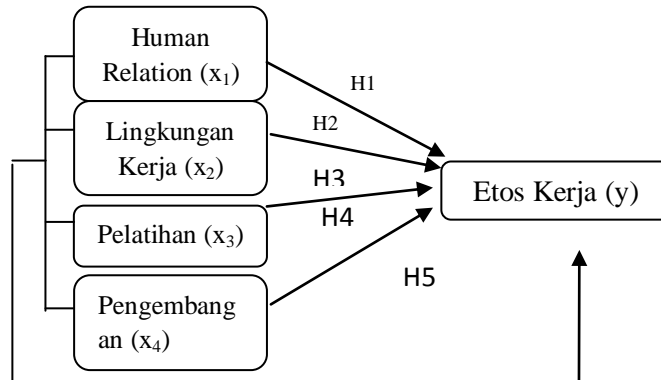 Human
Relation (x₁)
H1
Lingkungan
Kerja (x₂)
H2
H3
Etos Kerja (y)
Pelatihan (x₃)
H4
Pengembang
an (x₄)
H5